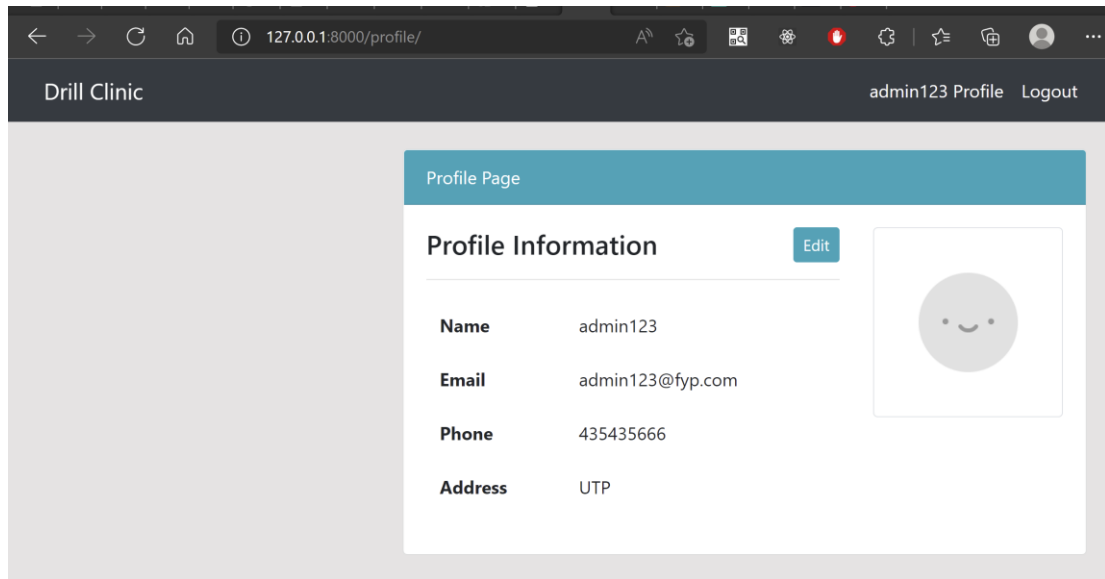 127.0.0.1:8000/profile/
Drill Clinic admin123 Profile Logout
Profile Page
Profile Information Edit
Name admin123
Email admin123@fyp.com
Phone 435435666
Address UTP